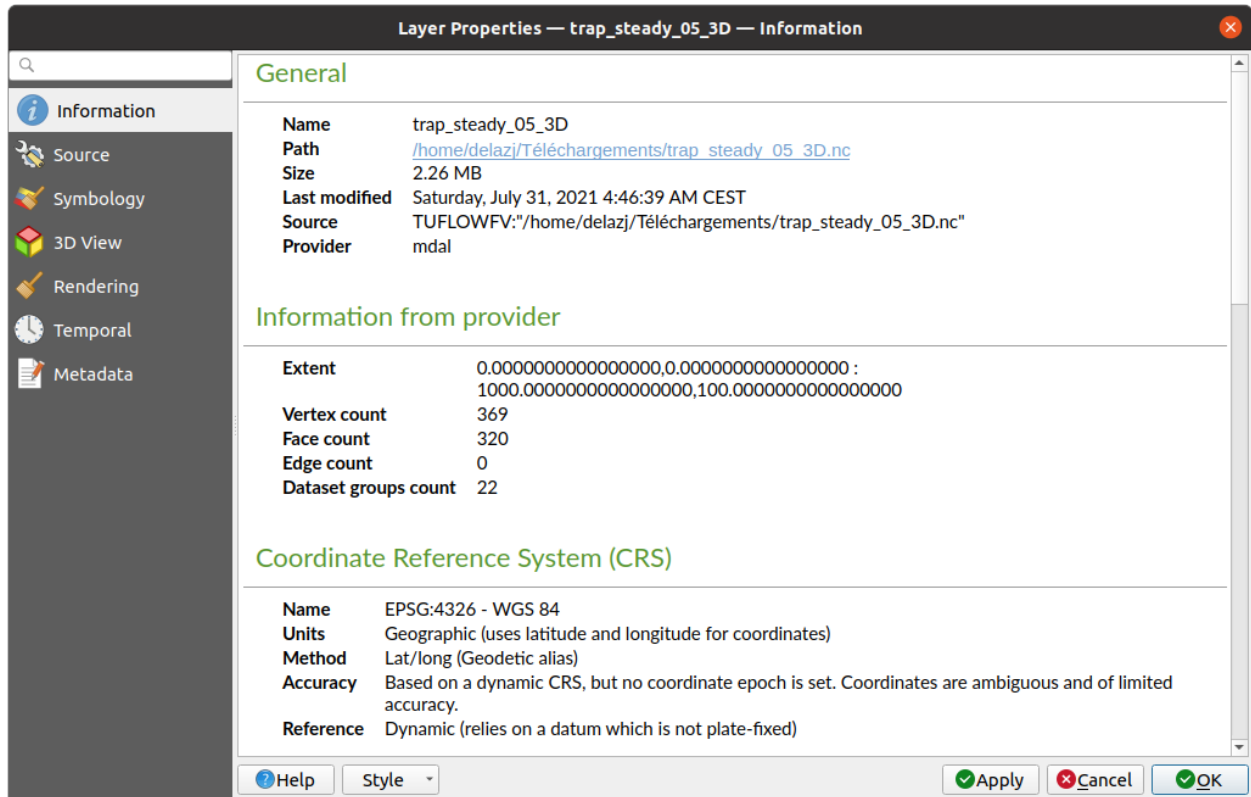 Layer Properties — trap_steady_05_3D — Information
Information
Source
Symbology
3D View
Rendering
Temporal
Metadata
General
Name trap_steady_05_3D
Path /home/delazj/Téléchargements/trap_steady_05_3D.nc
Size 2.26 MB
Last modified Saturday, July 31, 2021 4:46:39 AM CEST
Source TUFLOWFV:"/home/delazj/Téléchargements/trap_steady_05_3D.nc"
Provider mdal
Information from provider
Extent 0.0000000000000000,0.0000000000000000 :
1000.0000000000000000,100.0000000000000000
Vertex count 369
Face count 320
Edge count 0
Dataset groups count 22
Coordinate Reference System (CRS)
Name EPSG:4326 - WGS 84
Units Geographic (uses latitude and longitude for coordinates)
Method Lat/long (Geodetic alias)
Accuracy Based on a dynamic CRS, but no coordinate epoch is set. Coordinates are ambiguous and of limited
accuracy.
Reference Dynamic (relies on a datum which is not plate-fixed)
Help Style Apply Cancel OK